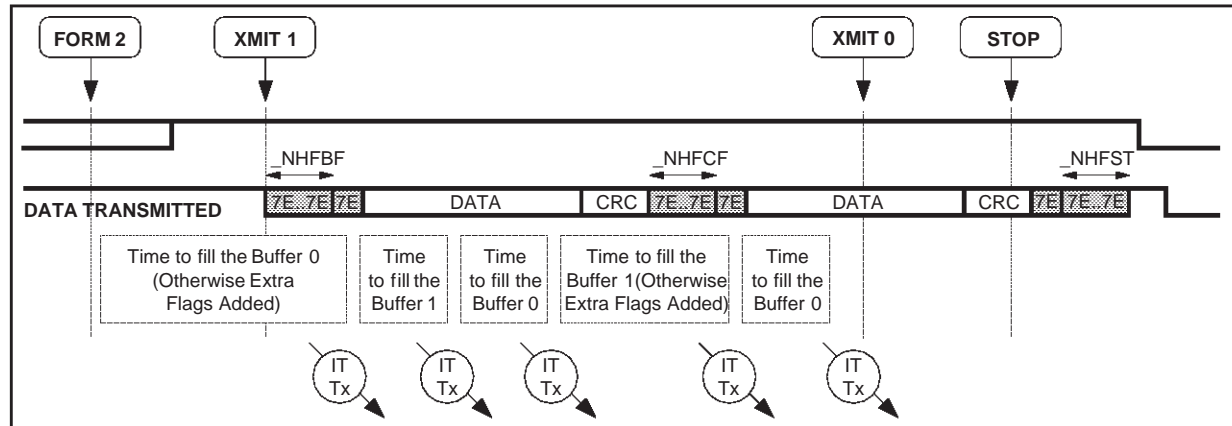 FORM 2 XMIT 1 XMIT 0 STOP
_NHFBF _NHFCF _NHFST
DATA TRANSMITTED 7E..7E 7E DATA CRC 7E..7E 7E DATA CRC 7E 7E..7E
Time to fill the Buffer 0
(Otherwise Extra
Flags Added)
Time
to fill the
Buffer 1
Time
to fill the
Buffer 0
Time to fill the
Buffer 1(Otherwise
Extra Flags Added)
Time
to fill the
Buffer 0
IT
Tx
IT
Tx
IT
Tx
IT
Tx
IT
Tx